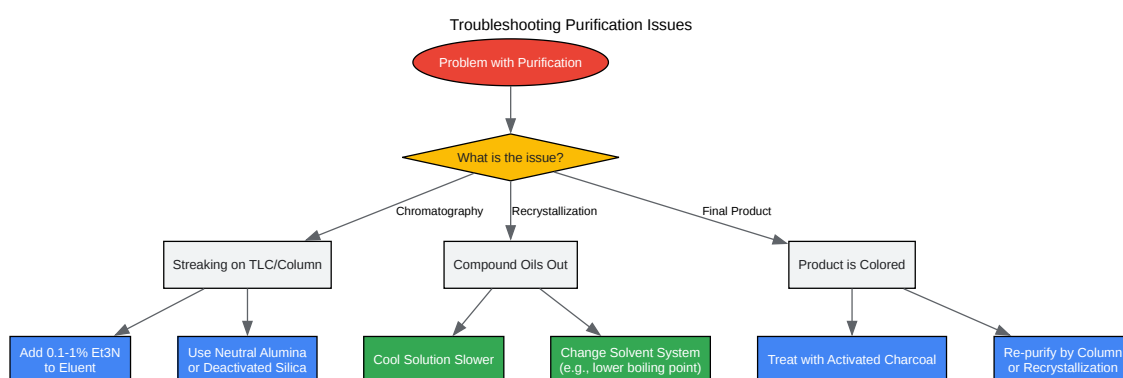 Troubleshooting Purification Issues
Problem with Purification
What is the issue?
Chromatography
Recrystallization
Final Product
Streaking on TLC/Column
Compound Oils Out
Product is Colored
Add 0.1-1% Et3N
to Eluent
Use Neutral Alumina
or Deactivated Silica
Cool Solution Slower
Change Solvent System
(e.g., lower boiling point)
Treat with Activated Charcoal
Re-purify by Column
or Recrystallization